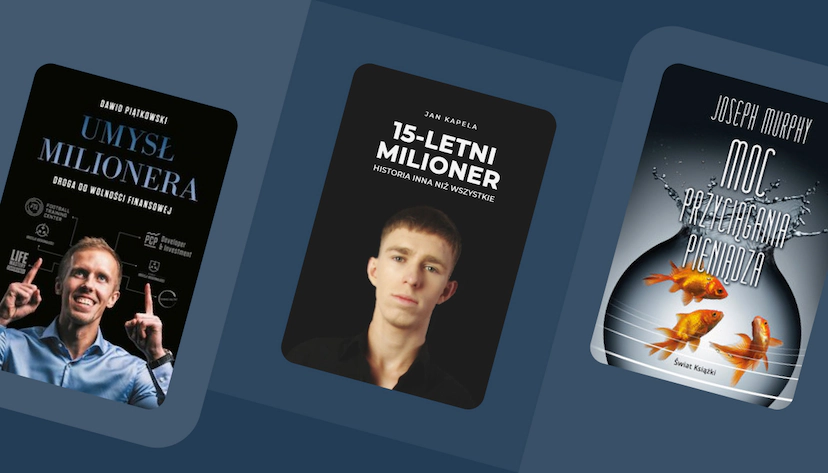 DAWID PIĄTKOWSKI
UMYSŁ
MILIONERA
DROGA DO WOLNOŚCI FINANSOWEJ
FOOTBALL
TRAINING
CENTER
PGP Developer
& Investment
LIFE
JAN KAPELA
15-LETNI
MILIONER
HISTORIA INNA NIŻ WSZYSTKIE
JOSEPH MURPHY
MOC
PRZYCIĄGANIA
PIENIĄDZA
Świat Książki